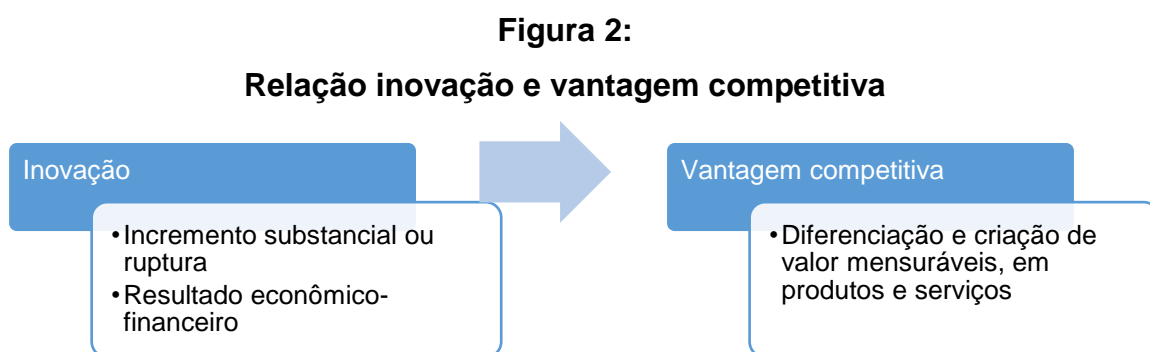 Figura 2:
Relação inovação e vantagem competitiva
Inovação
•Incremento substancial ou
ruptura
•Resultado econômico-
financeiro
Vantagem competitiva
•Diferenciação e criação de
valor mensuráveis, em
produtos e serviços